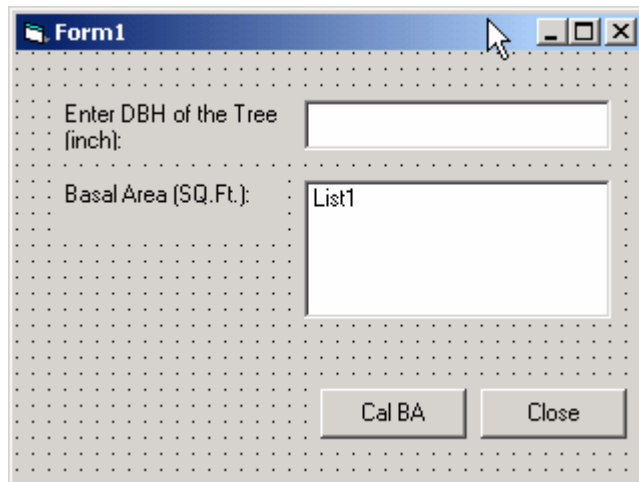 Form1
Enter DBH of the Tree
(inch):
Basal Area (SQ.Ft.):
List1
Cal BA
Close